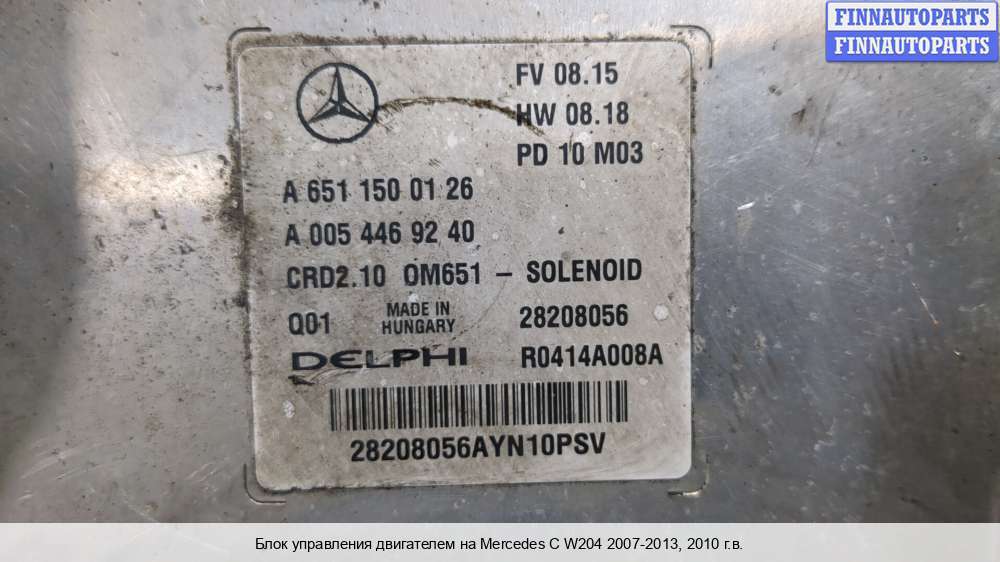 FINNAUTOPARTS
FINNAUTOPARTS
FV 08.15
HW 08.18
PD 10 M03
A 651 150 01 26
A 005 446 92 40
CRD2.10 OM651 – SOLENOID
Q01 MADE IN HUNGARY 28208056
DELPHI R0414A008A
28208056AYN10PSV
Блок управления двигателем на Mercedes C W204 2007-2013, 2010 г.в.